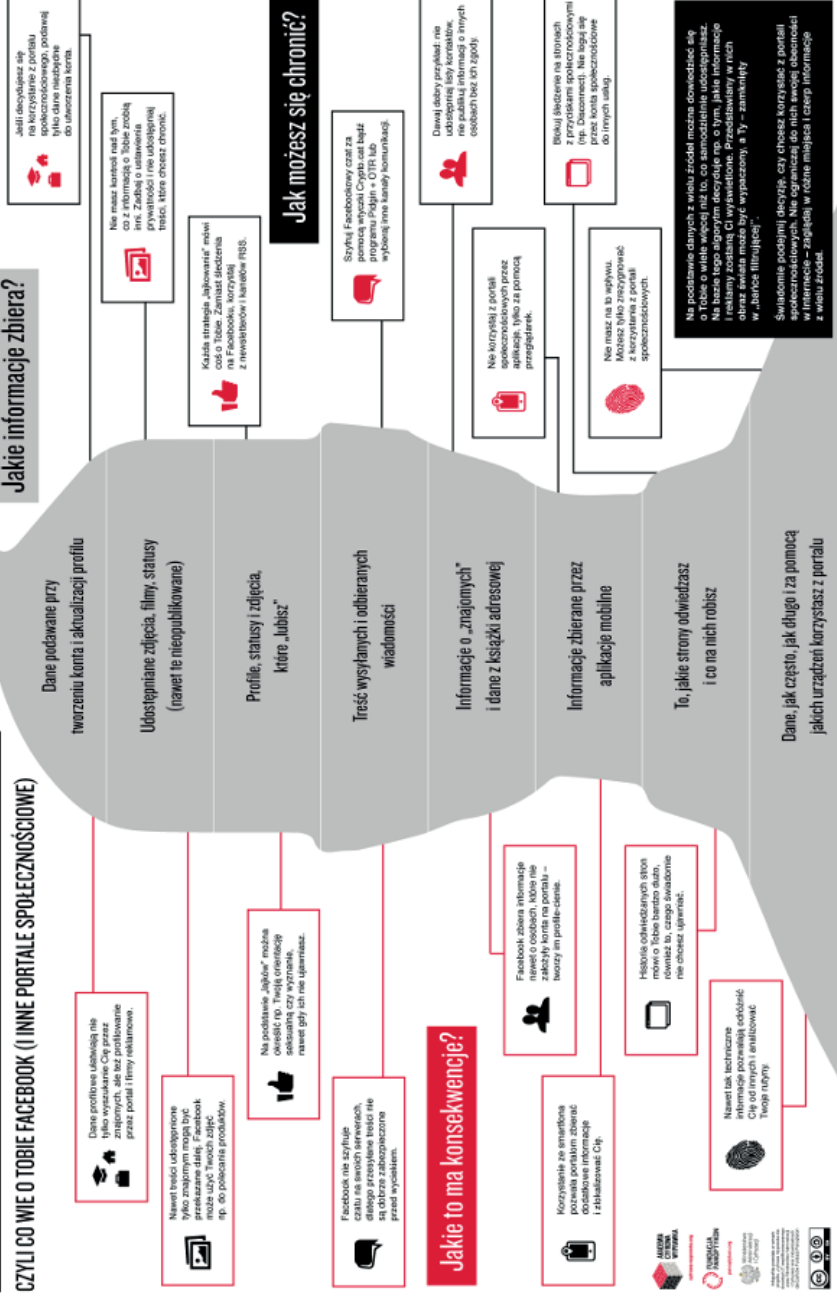 CZYLI CO WIE O TOBIE FACEBOOK (I INNE PORTALE SPOŁECZNOŚCIOWE)
Jakie informacje zbiera?
Dane podawane przy
tworzeniu konta i aktualizacji profilu
Udostępniane zdjęcia, filmy, statusy
(nawet te nieopublikowane)
Profile, statusy i zdjęcia,
które „lubisz”
Treść wysyłanych i odbieranych
wiadomości
Informacje o „znajomych”
i dane z książki adresowej
Informacje zbierane przez
aplikacje mobilne
To, jakie strony odwiedzasz
i co na nich robisz
Dane, jak często, jak długo i za pomocą
jakich urządzeń korzystasz z portalu
Jakie to ma konsekwencje?
Dane profilowe ułatwiają nie
tylko wyszukanie Cię przez
znajomych, ale też profilowanie
przez portal i firmy reklamowe.
Nawet treści udostępnione
tylko znajomym mogą być
przekazane dalej. Facebook
może użyć Twoich zdjęć
np. do polecania produktów.
Na podstawie „lajków” można
określić np. Twoją orientację
seksualną czy wyznanie,
nawet gdy ich nie ujawniasz.
Facebook nie szyfruje
czatu na swoich serwerach,
dlatego przesyłane treści nie
są dobrze zabezpieczone
przed wyciekiem.
Facebook zbiera informacje
nawet o osobach, które nie
założyły konta na portalu –
tworzy im profile-cienie.
Korzystanie ze smartfona
pozwala portalom zbierać
dodatkowe informacje
i zlokalizować Cię.
Historia odwiedzanych stron
mówi o Tobie bardzo dużo,
również to, czego świadomie
nie chcesz ujawniać.
Nawet tak techniczne
informacje pozwalają odróżnić
Cię od innych i analizować
Twoje rutyny.
Jak możesz się chronić?
Jeśli decydujesz się
na korzystanie z portalu
społecznościowego, podawaj
tylko dane niezbędne
do utworzenia konta.
Nie masz kontroli nad tym,
co z informacją o Tobie zrobią
inni. Zadbaj o ustawienia
prywatności i nie udostępniaj
treści, które chcesz chronić.
Każda strategia „lajkowania” mówi
coś o Tobie. Zamiast śledzenia
na Facebooku, korzystaj
z newsletterów i kanałów RSS.
Szyfruj Facebookowy czat za
pomocą wtyczki Crypto.cat bądź
programu Pidgin + OTR lub
wybieraj inne kanały komunikacji.
Dawaj dobry przykład: nie
udostępniaj listy kontaktów,
nie publikuj informacji o innych
osobach bez ich zgody.
Nie korzystaj z portali
społecznościowych przez
aplikacje, tylko za pomocą
przeglądarek.
Blokuj śledzenie na stronach
z przyciskami społecznościowymi
(np. Disconnect). Nie loguj się
przez konta społecznościowe
do innych usług.
Nie masz na to wpływu.
Możesz tylko zrezygnować
z korzystania z portali
społecznościowych.
Na podstawie danych z wielu źródeł można dowiedzieć się
o Tobie o wiele więcej niż to, co samodzielnie udostępniasz.
Na bazie tego algorytm decyduje np. o tym, jakie informacje
i reklamy zostaną Ci wyświetlone. Przedstawiany w nich
obraz świata może być wypaczony, a Ty – zamknięty
w „bańce filtrującej”.
Świadomie podejmij decyzję, czy chcesz korzystać z portali
społecznościowych. Nie ograniczaj do nich swojej obecności
w Internecie – zaglądaj w różne miejsca i czerp informacje
z wielu źródeł.
CYFROWA
WYPRAWKA
FUNDACJA
PANOPTYKON
panoptykon.org
cc
BY SA